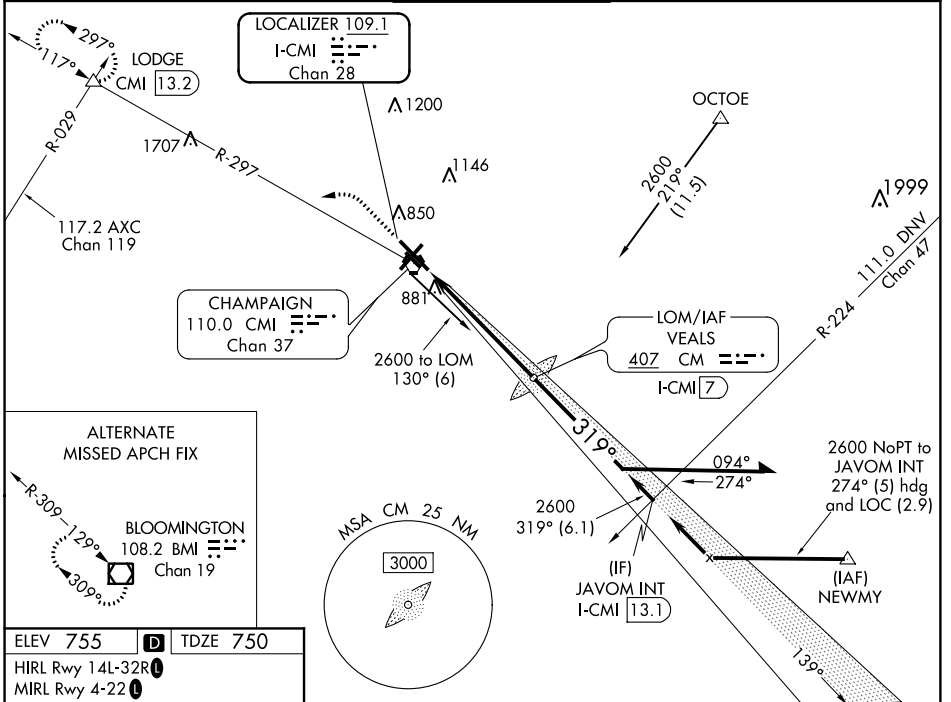 LOCALIZER 109.1
I-CMI
Chan 28
297°
117°
LODGE
CMI 13.2
R-029
1707
R-297
1200
1146
850
OCTOE
2600
219°
(11.5)
1999
117.2 AXC
Chan 119
111.0 DNV
Chan 47
R-224
CHAMPAIGN
110.0 CMI
Chan 37
881
2600 to LOM
130° (6)
LOM/IAF
VEALS
407 CM
I-CMI 7
319°
094°
274°
2600 NoPT to
JAVOM INT
274° (5) hdg
and LOC (2.9)
2600
319° (6.1)
(IF)
JAVOM INT
I-CMI 13.1
(IAF)
NEWMY
139°
ALTERNATE
MISSED APCH FIX
R-309
129°
309°
BLOOMINGTON
108.2 BMI
Chan 19
MSA CM 25 NM
3000
ELEV 755 D TDZE 750
HIRL Rwy 14L-32R L
MIRL Rwy 4-22 L